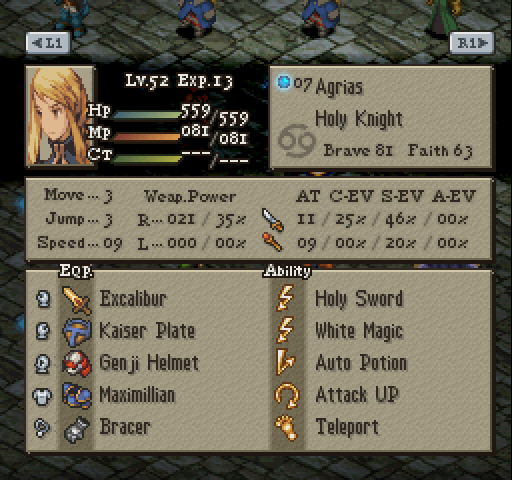 L1 R1
Lv.52 Exp.13
Hp 559/559
Mp 081/081
CT ---/---
07 Agrias
Holy Knight
Brave 81 Faith 63
Move... 3 Weap.Power AT C-EV S-EV A-EV
Jump... 3 R... 021 / 35% 11 / 25% / 46% / 00%
Speed... 09 L... 000 / 00% 09 / 00% / 20% / 00%
Eqp. Ability
Excalibur Holy Sword
Kaiser Plate White Magic
Genji Helmet Auto Potion
Maximillian Attack UP
Bracer Teleport